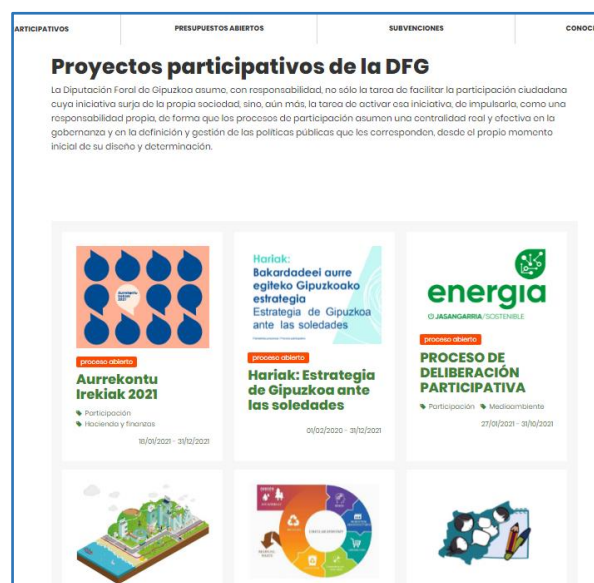 ARTICIPATIVOS
PRESUPUESTOS ABIERTOS
SUBVENCIONES
CONOC
Proyectos participativos de la DFG
La Diputación Foral de Gipuzkoa asume, con responsabilidad, no sólo la tarea de facilitar la participación ciudadana
cuya iniciativa surja de la propia sociedad, sino, aún más, la tarea de activar esa iniciativa, de impulsarla, como una
responsabilidad propia, de forma que los procesos de participación asumen una centralidad real y efectiva en la
gobernanza y en la definición y gestión de las políticas públicas que les corresponden, desde el propio momento
inicial de su diseño y determinación.
proceso abierto
Aurrekontu
Irekiak 2021
Participación
Hacienda y finanzas
18/01/2021 - 31/12/2021
Hariak:
Bakardadeei aurre
egiteko Gipuzkoako
estrategia
Estrategia de Gipuzkoa
ante las soledades
proceso abierto
Hariak: Estrategia
de Gipuzkoa ante
las soledades
01/02/2020 - 31/12/2021
energia
JASANGARRIA/SOSTENIBLE
proceso abierto
PROCESO DE
DELIBERACIÓN
PARTICIPATIVA
Participación Medioambiente
27/01/2021 - 31/10/2021